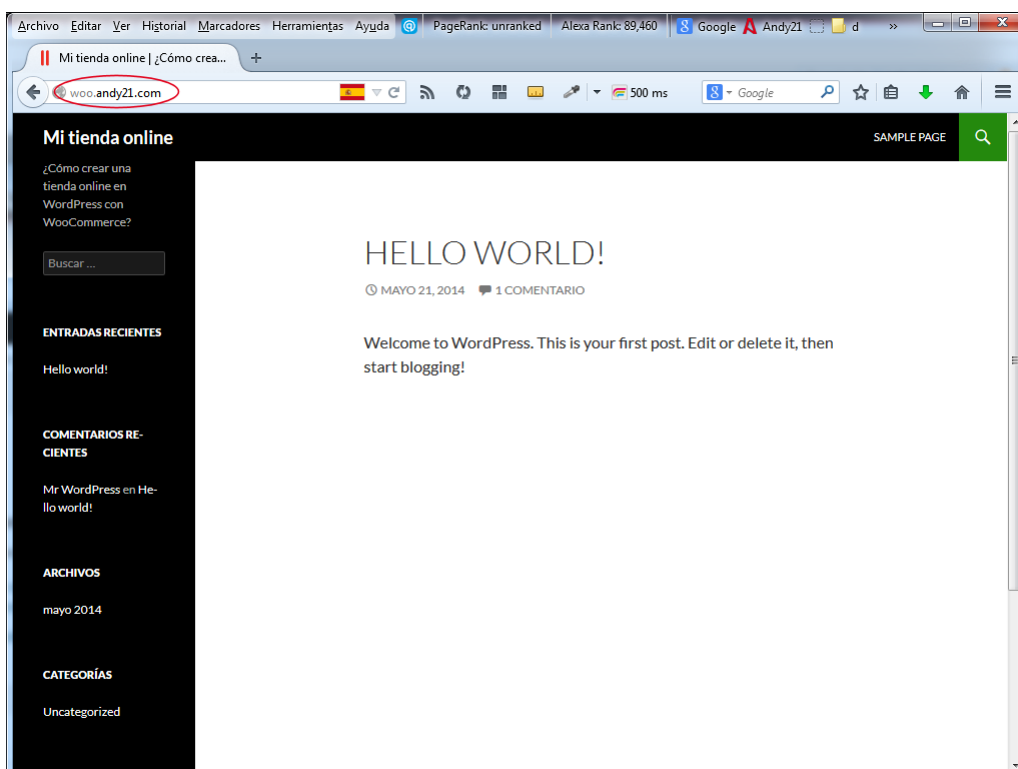 Archivo Editar Ver Historial Marcadores Herramientas Ayuda @ PageRank: unranked Alexa Rank: 89,460 8 Google A Andy21 d »
Mi tienda online | ¿Cómo crea... +
woo.andy21.com 500 ms 8 Google
Mi tienda online SAMPLE PAGE
¿Cómo crear una
tienda online en
WordPress con
WooCommerce?
Buscar ...
ENTRADAS RECIENTES
Hello world!
COMENTARIOS RE-
CIENTES
Mr WordPress en He-
llo world!
ARCHIVOS
mayo 2014
CATEGORÍAS
Uncategorized
HELLO WORLD!
MAYO 21, 2014 1 COMENTARIO
Welcome to WordPress. This is your first post. Edit or delete it, then
start blogging!